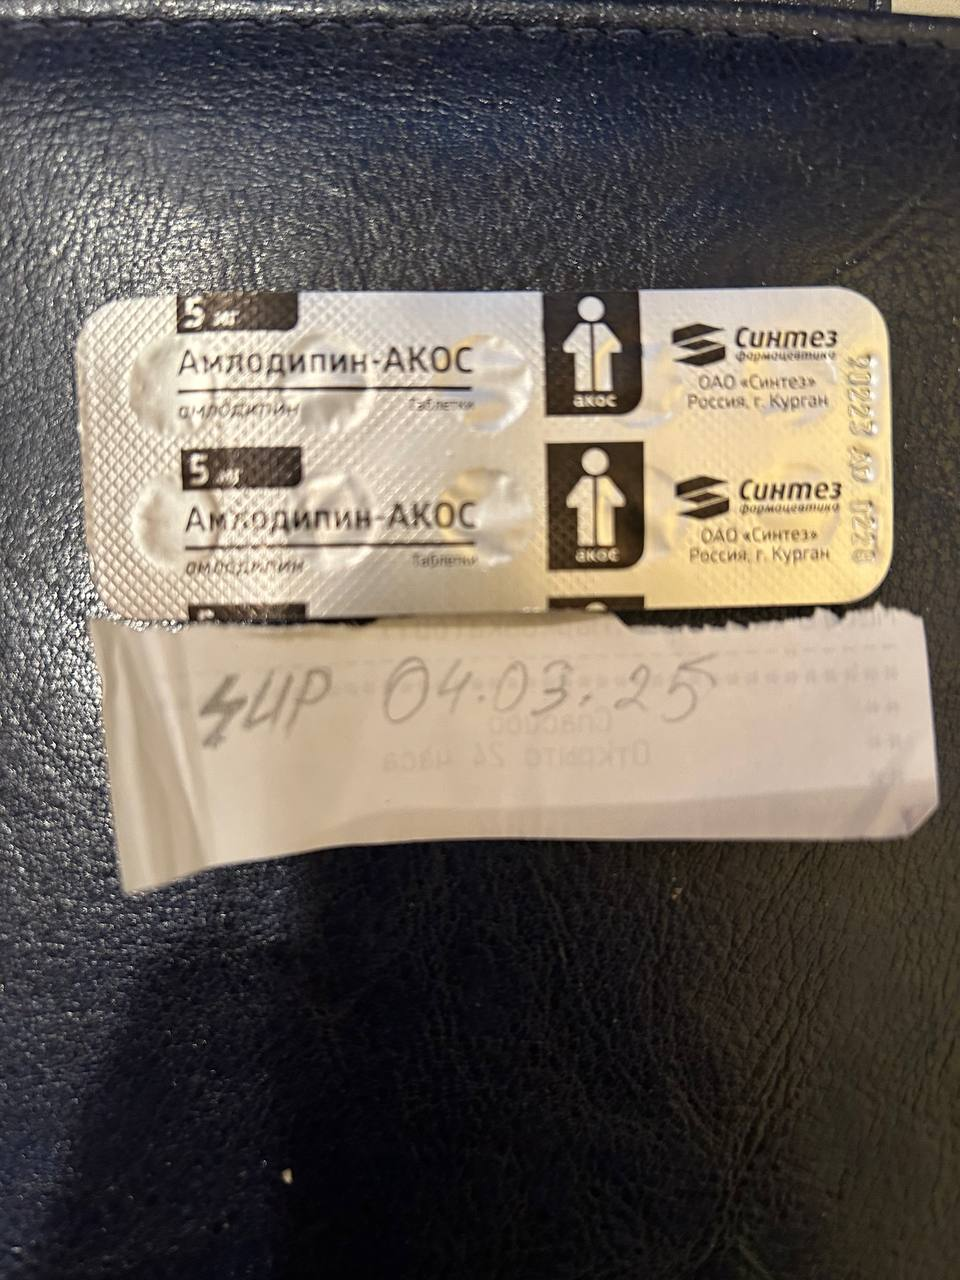 5 мг
Амлодипин-АКОС
амлодипин
Таблетки
акос
Синтез
фармацевтика
ОАО «Синтез»
Россия, г. Курган
5 мг
Амлодипин-АКОС
амлодипин
Таблетки
акос
Синтез
фармацевтика
ОАО «Синтез»
Россия, г. Курган
04.03.25
Спасибо
Открыто 24 часа